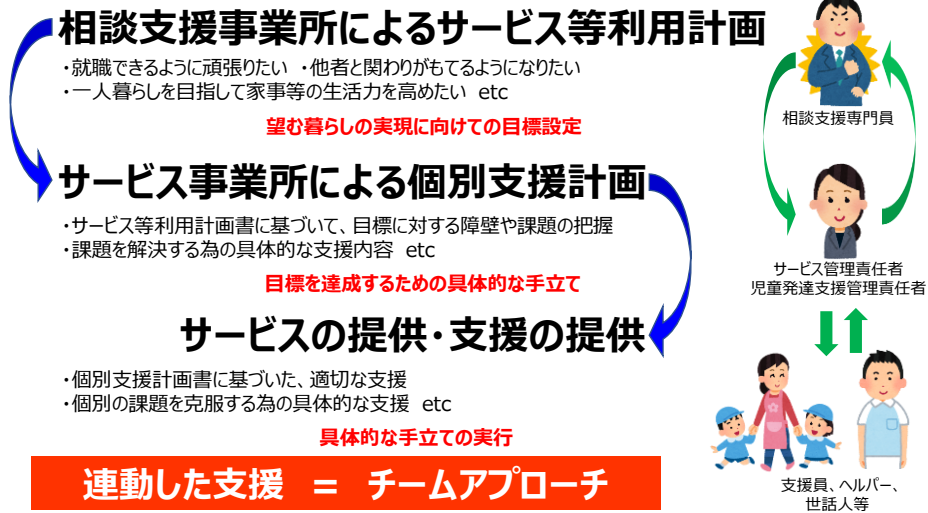 相談支援事業所によるサービス等利用計画
・就職できるように頑張りたい ・他者と関わりがもてるようになりたい
・一人暮らしを目指して家事等の生活力を高めたい etc
望む暮らしの実現に向けての目標設定
サービス事業所による個別支援計画
・サービス等利用計画書に基づいて、目標に対する障壁や課題の把握
・課題を解決する為の具体的な支援内容 etc
目標を達成するための具体的な手立て
サービスの提供・支援の提供
・個別支援計画書に基づいた、適切な支援
・個別の課題を克服する為の具体的な支援 etc
具体的な手立ての実行
連動した支援 = チームアプローチ
相談支援専門員
サービス管理責任者
児童発達支援管理責任者
支援員、ヘルパー、
世話人等